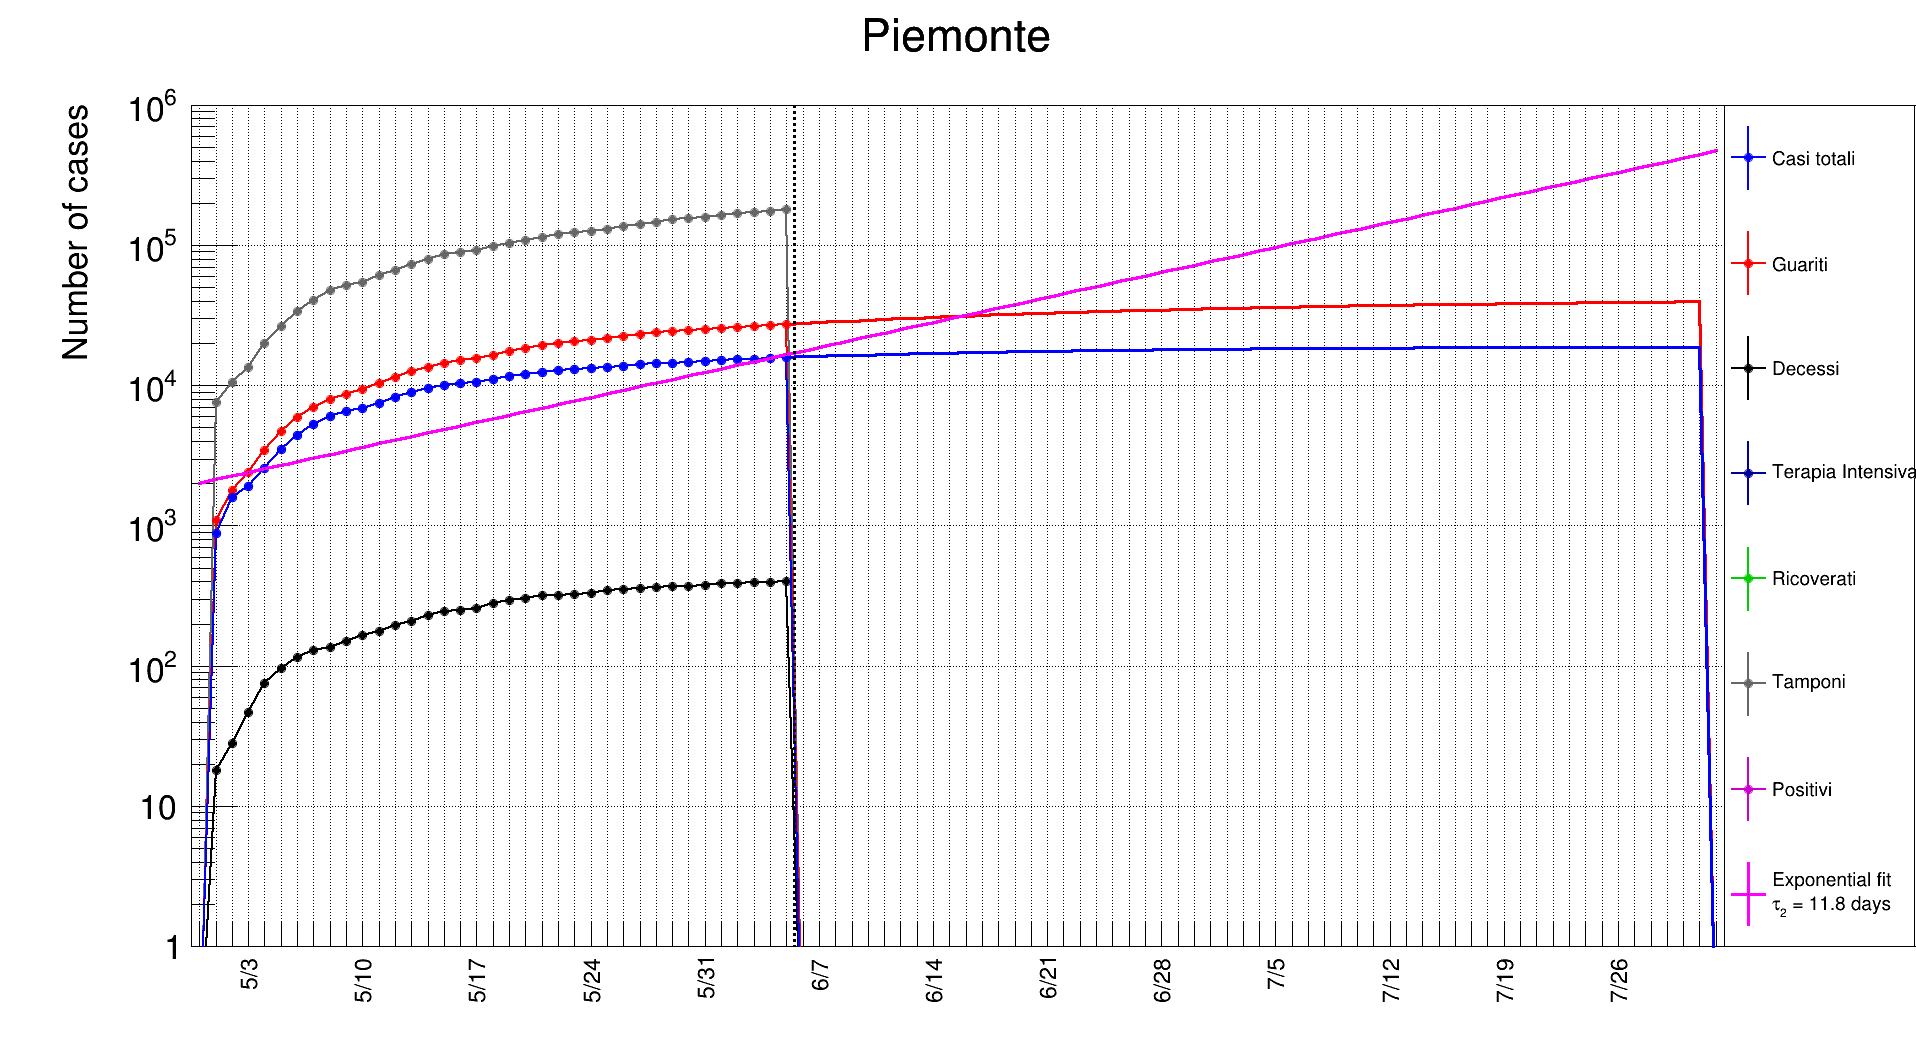 Piemonte
Number of cases
10^6
10^5
10^4
10^3
10^2
10
1
5/3
5/10
5/17
5/24
5/31
6/7
6/14
6/21
6/28
7/5
7/12
7/19
7/26
Casi totali
Guariti
Decessi
Terapia Intensiva
Ricoverati
Tamponi
Positivi
Exponential fit
τ_2 = 11.8 days